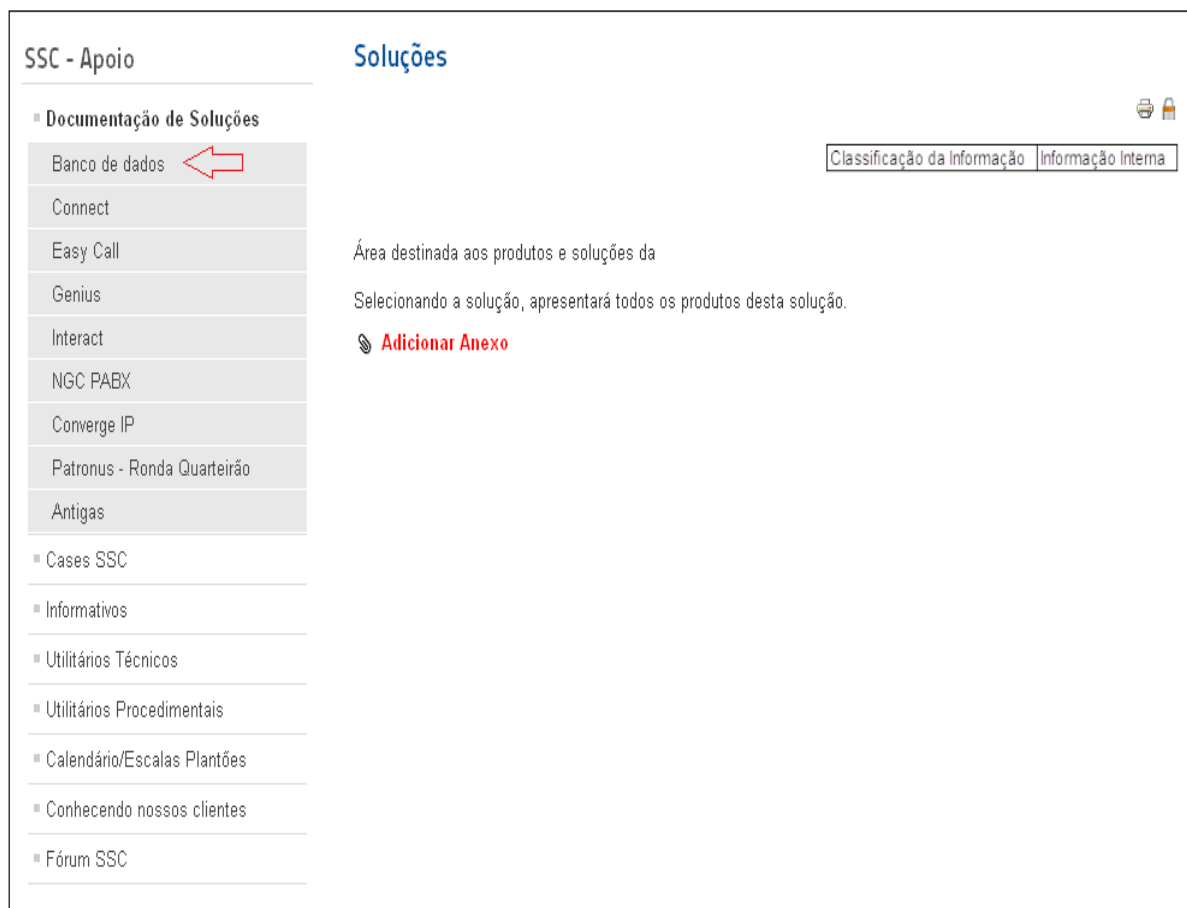 SSC - Apoio
Documentação de Soluções
Banco de dados
Connect
Easy Call
Genius
Interact
NGC PABX
Converge IP
Patronus - Ronda Quarteirão
Antigas
Cases SSC
Informativos
Utilitários Técnicos
Utilitários Procedimentais
Calendário/Escalas Plantões
Conhecendo nossos clientes
Fórum SSC
Soluções
Classificação da Informação Informação Interna
Área destinada aos produtos e soluções da
Selecionando a solução, apresentará todos os produtos desta solução.
Adicionar Anexo